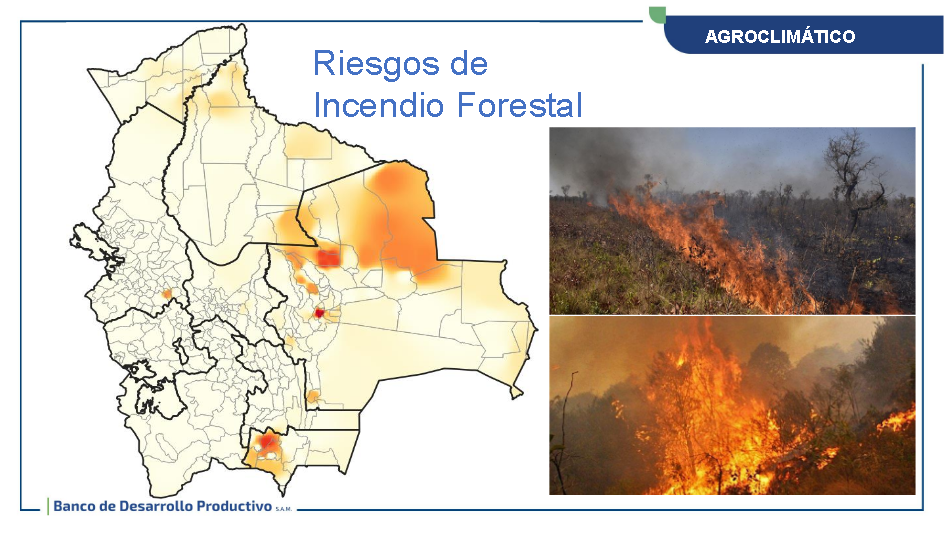 AGROCLIMÁTICO
Riesgos de
Incendio Forestal
Banco de Desarrollo Productivo S.A.M.